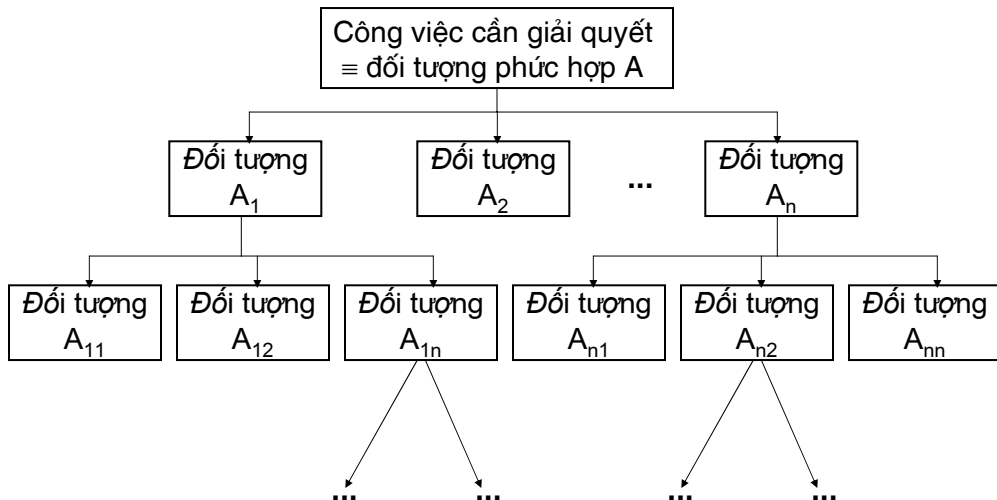 Công việc cần giải quyết
≡ đối tượng phức hợp A
Đối tượng
A₁
Đối tượng
A₂
...
Đối tượng
Aₙ
Đối tượng
A₁₁
Đối tượng
A₁₂
Đối tượng
A₁ₙ
Đối tượng
Aₙ₁
Đối tượng
Aₙ₂
Đối tượng
Aₙₙ
... ... ... ...